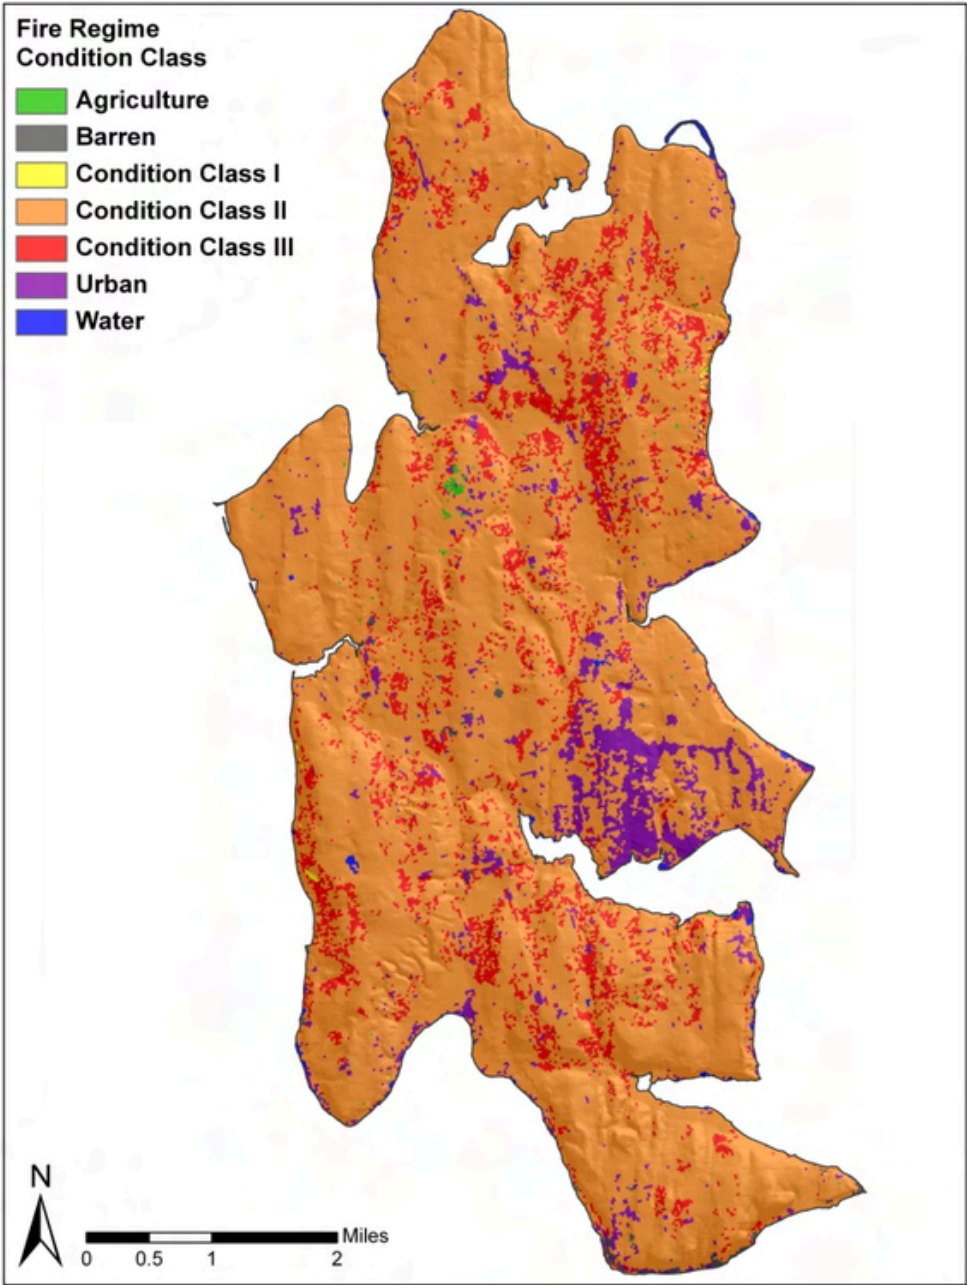 Fire Regime
Condition Class
Agriculture
Barren
Condition Class I
Condition Class II
Condition Class III
Urban
Water
N
Miles
0 0.5 1 2